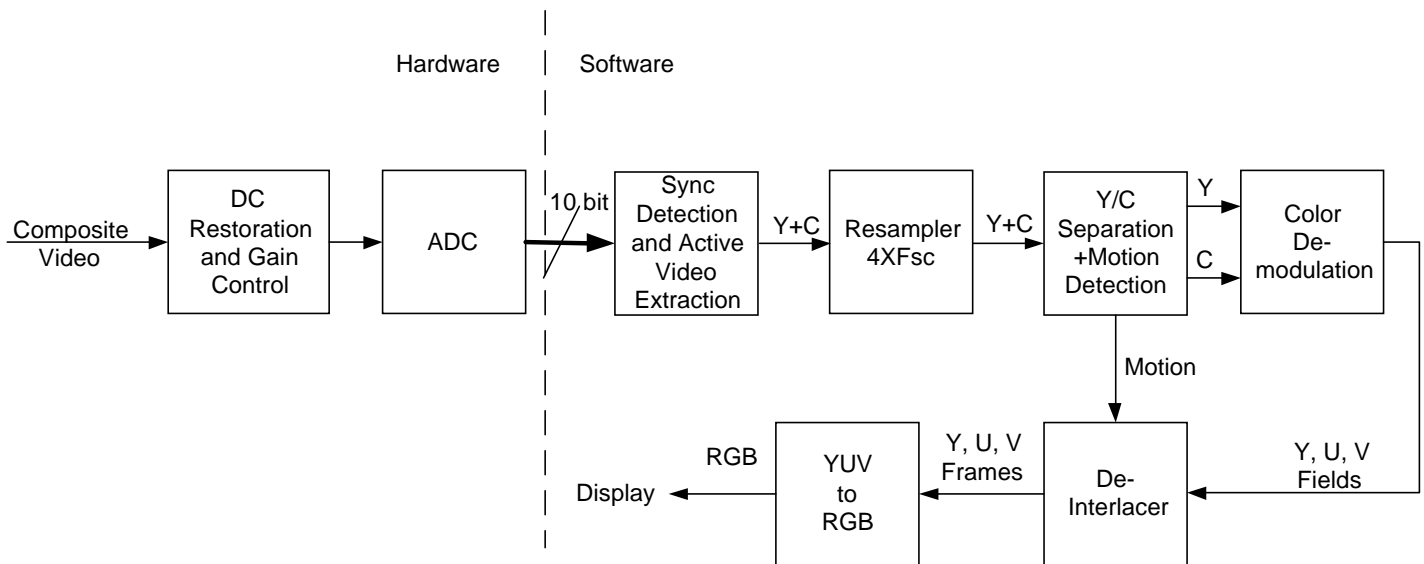 Hardware
Software
Composite
Video
DC
Restoration
and Gain
Control
ADC
10 bit
Sync
Detection
and Active
Video
Extraction
Y+C
Resampler
4XFsc
Y+C
Y/C
Separation
+Motion
Detection
Y
C
Color
De-
modulation
Motion
Y, U, V
Fields
De-
Interlacer
Y, U, V
Frames
YUV
to
RGB
RGB
Display